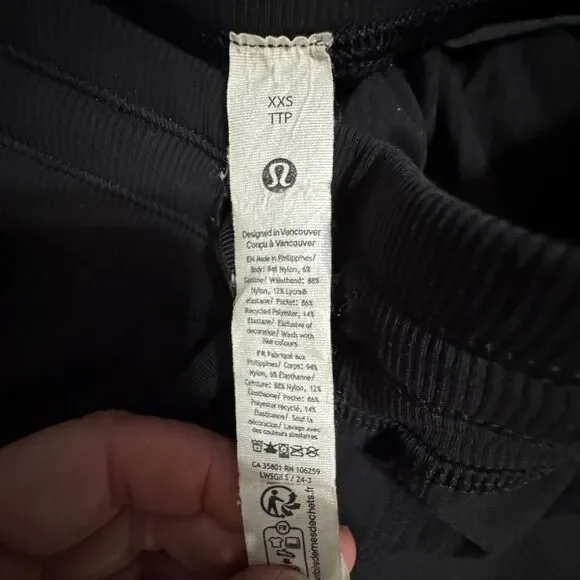 XXS
TTP
Designed in Vancouver
Conçu à Vancouver
EN Made in Philippines/
Body: 94% Nylon, 6%
Elastane/ Waistband: 88%
Nylon, 12% Lycra®
elastane/ Pocket: 86%
Recycled Polyester, 14%
Elastane/ Exclusive of
decoration/ Wash with
like colours
FR Fabriqué aux
Philippines/ Corps: 94%
Nylon, 6% Élasthanne/
Ceinture: 88% Nylon, 12%
Élasthanne/ Poche: 86%
Polyester recyclé, 14%
Élasthanne/ Sauf la
décoration/ Lavage avec
des couleurs similaires
CA 35801 RN 106259
/ 24-3
FR